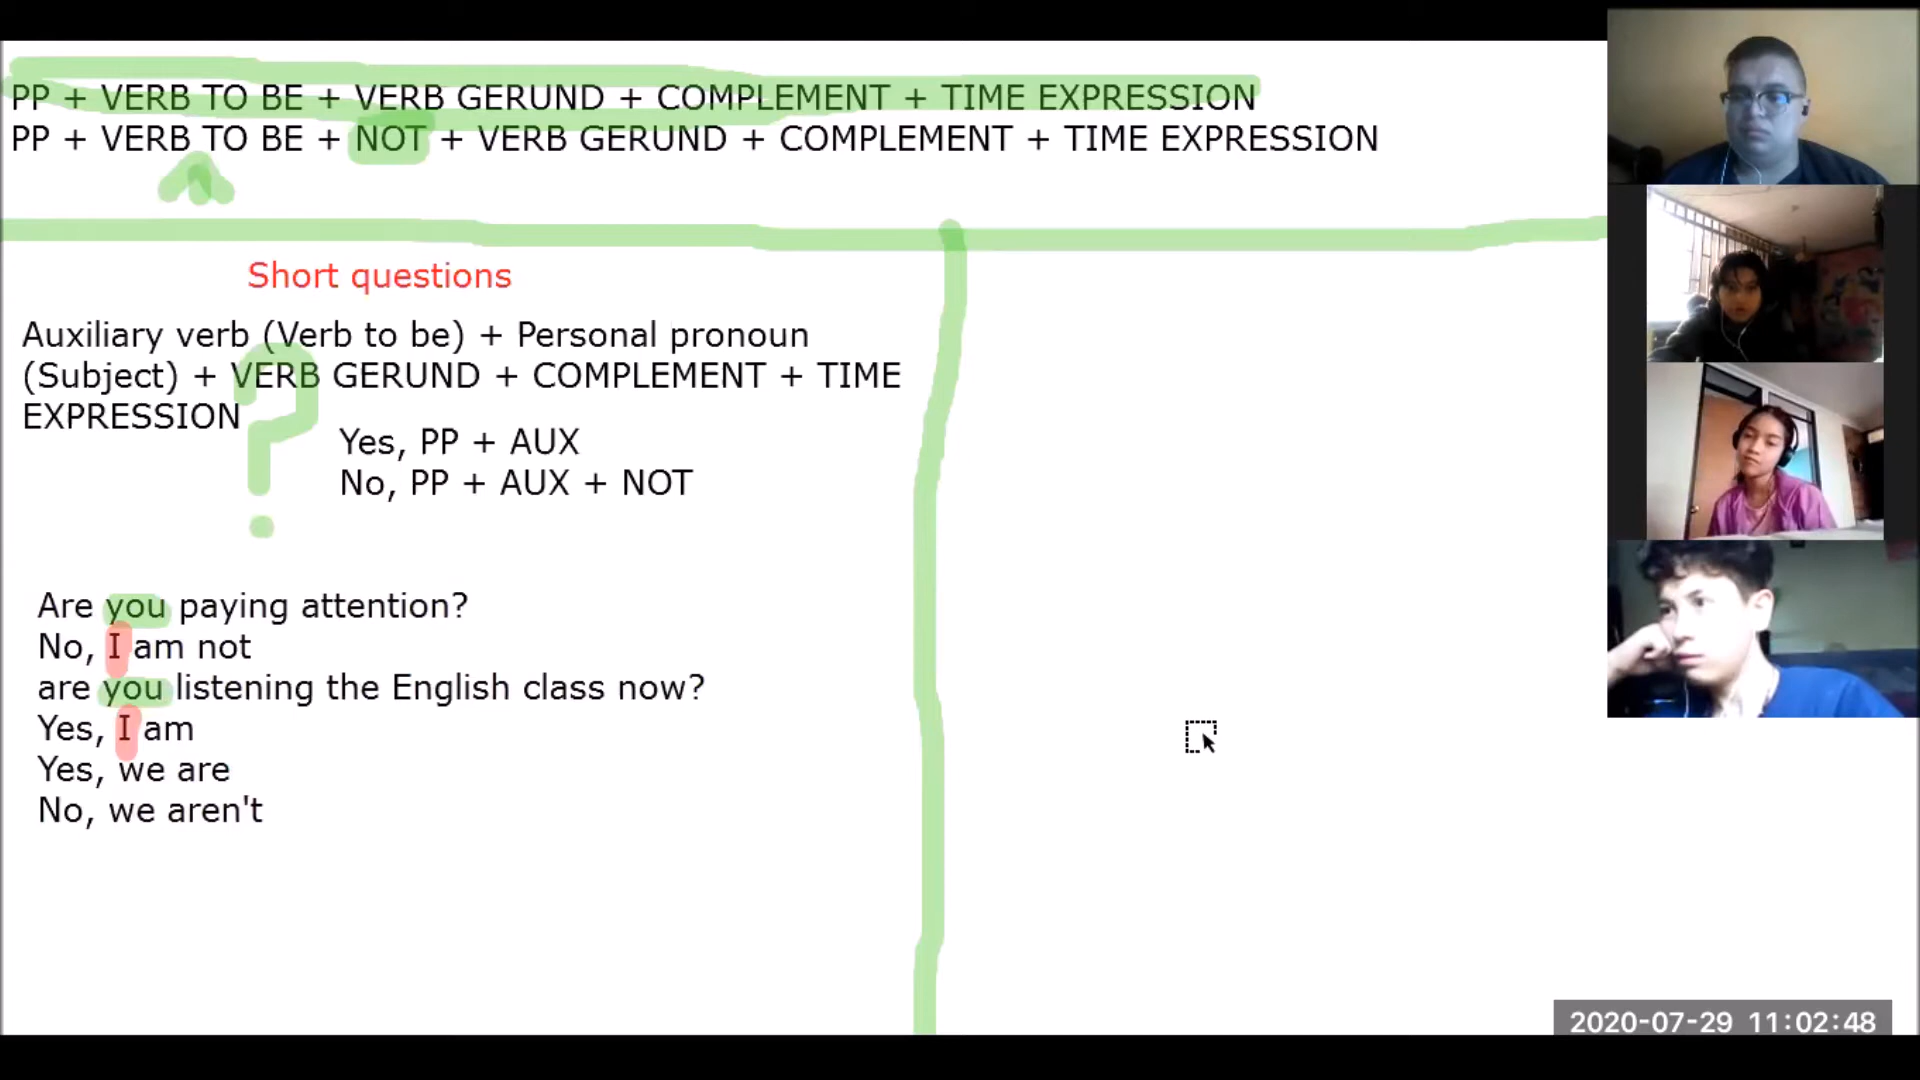 PP + VERB TO BE + VERB GERUND + COMPLEMENT + TIME EXPRESSION
PP + VERB TO BE + NOT + VERB GERUND + COMPLEMENT + TIME EXPRESSION
Short questions
Auxiliary verb (Verb to be) + Personal pronoun
(Subject) + VERB GERUND + COMPLEMENT + TIME
EXPRESSION
?
Yes, PP + AUX
No, PP + AUX + NOT
Are you paying attention?
No, I am not
are you listening the English class now?
Yes, I am
Yes, we are
No, we aren't
2020-07-29 11:02:48